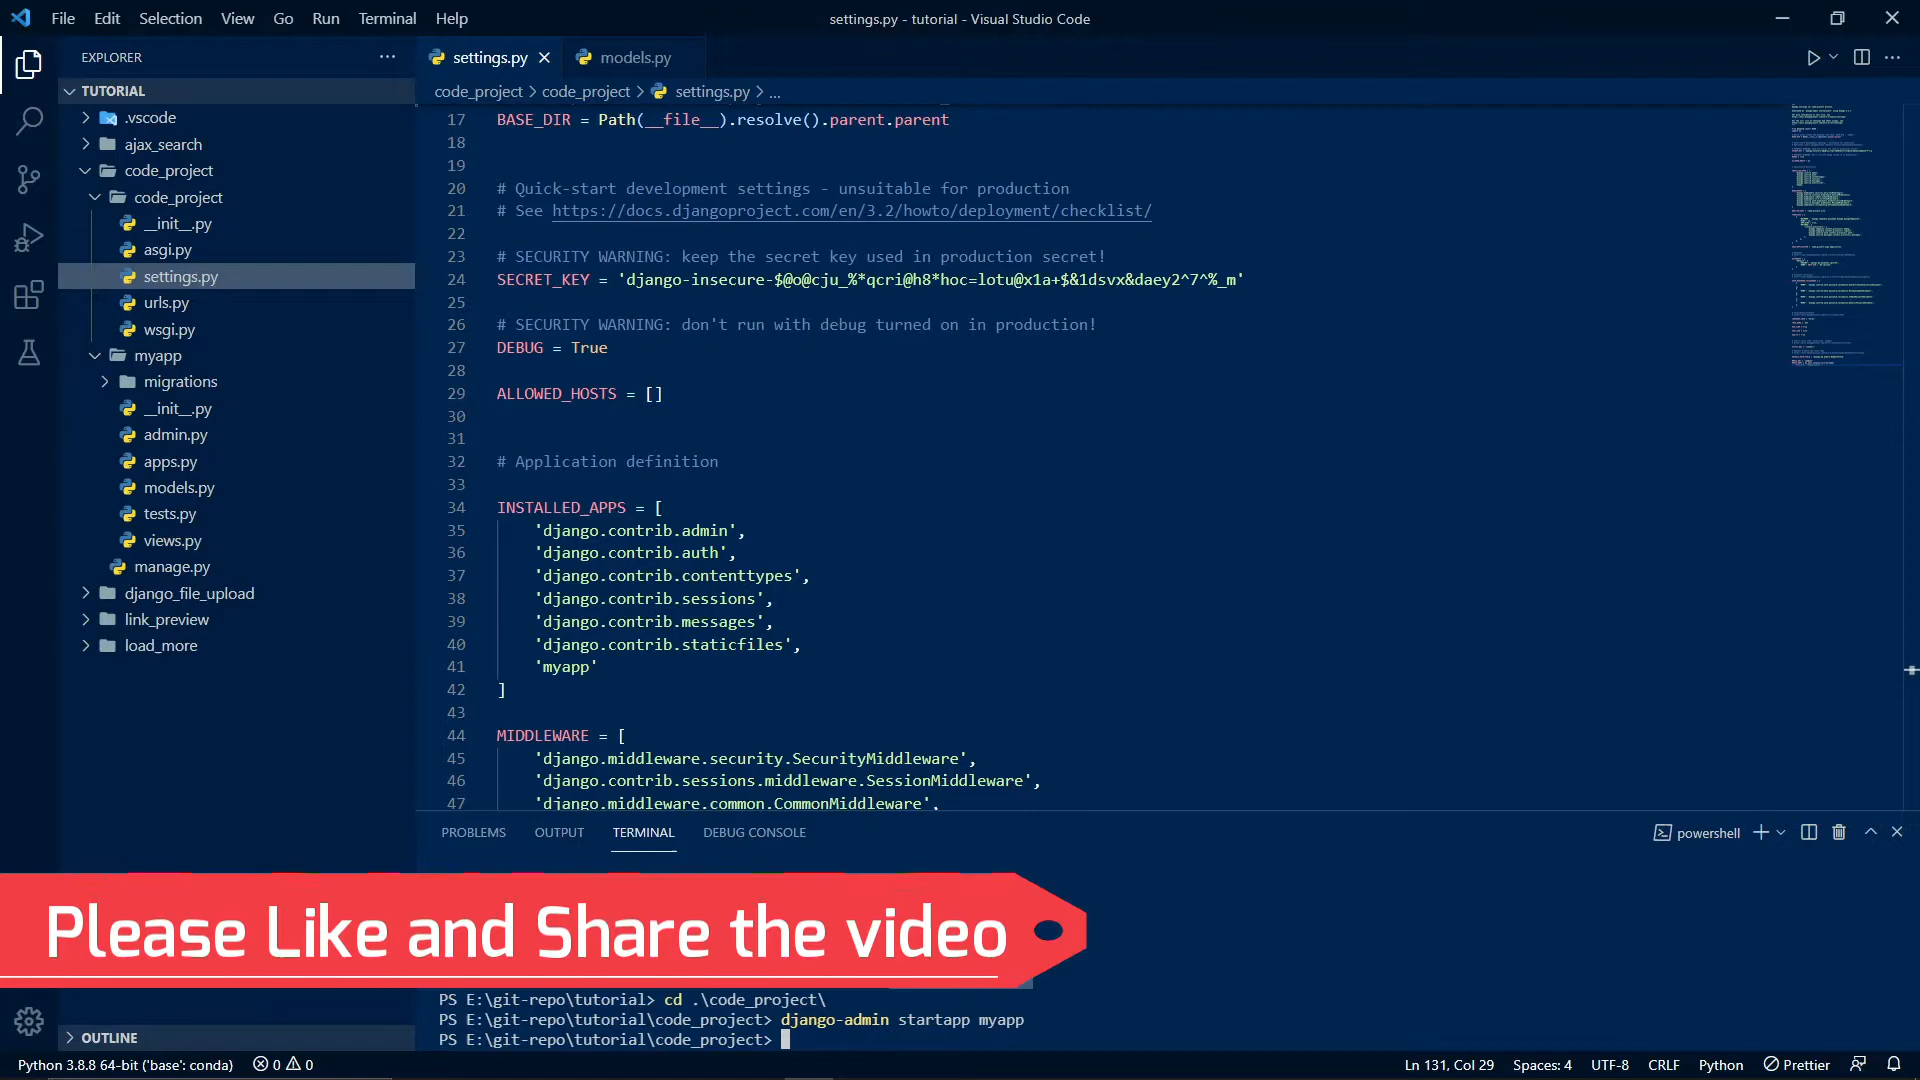 File Edit Selection View Go Run Terminal Help
settings.py - tutorial - Visual Studio Code
EXPLORER
settings.py
models.py
TUTORIAL
code_project > code_project > settings.py > ...
.vscode
ajax_search
code_project
code_project
__init__.py
asgi.py
settings.py
urls.py
wsgi.py
myapp
migrations
__init__.py
admin.py
apps.py
models.py
tests.py
views.py
manage.py
django_file_upload
link_preview
load_more
OUTLINE
17 BASE_DIR = Path(__file__).resolve().parent.parent
18
19
20 # Quick-start development settings - unsuitable for production
21 # See https://docs.djangoproject.com/en/3.2/howto/deployment/checklist/
22
23 # SECURITY WARNING: keep the secret key used in production secret!
24 SECRET_KEY = 'django-insecure-$@o@cju_%*qcri@h8*hoc=lotu@x1a+$&1dsvx&daey2^7^%_m'
25
26 # SECURITY WARNING: don't run with debug turned on in production!
27 DEBUG = True
28
29 ALLOWED_HOSTS = []
30
31
32 # Application definition
33
34 INSTALLED_APPS = [
35 'django.contrib.admin',
36 'django.contrib.auth',
37 'django.contrib.contenttypes',
38 'django.contrib.sessions',
39 'django.contrib.messages',
40 'django.contrib.staticfiles',
41 'myapp'
42 ]
43
44 MIDDLEWARE = [
45 'django.middleware.security.SecurityMiddleware',
46 'django.contrib.sessions.middleware.SessionMiddleware',
47 'django.middleware.common.CommonMiddleware',
PROBLEMS OUTPUT TERMINAL DEBUG CONSOLE
powershell
Please Like and Share the video
PS E:\git-repo\tutorial> cd .\code_project\
PS E:\git-repo\tutorial\code_project> django-admin startapp myapp
PS E:\git-repo\tutorial\code_project>
Python 3.8.8 64-bit ('base': conda) 0 0
Ln 131, Col 29 Spaces: 4 UTF-8 CRLF Python Prettier